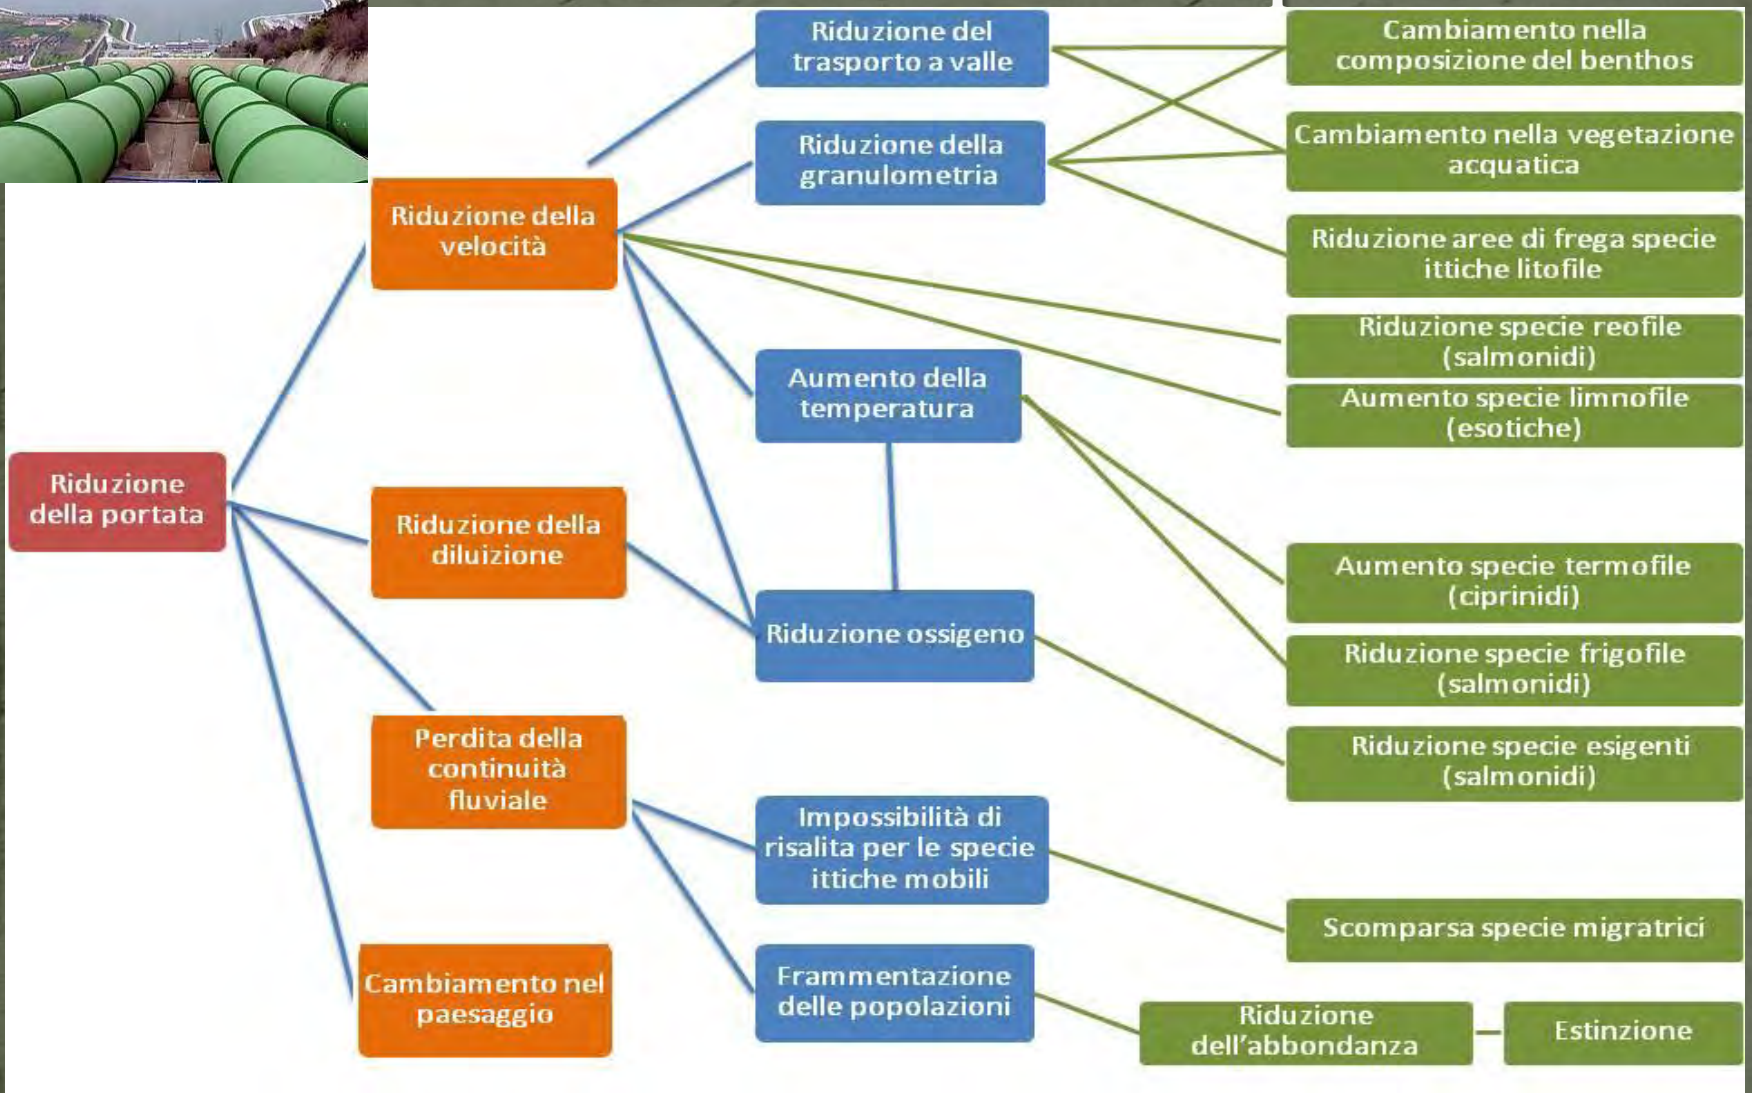 Riduzione
della portata
Riduzione della
velocità
Riduzione della
diluizione
Perdita della
continuità
fluviale
Cambiamento nel
paesaggio
Riduzione del
trasporto a valle
Riduzione della
granulometria
Aumento della
temperatura
Riduzione ossigeno
Impossibilità di
risalita per le specie
ittiche mobili
Frammentazione
delle popolazioni
Cambiamento nella
composizione del benthos
Cambiamento nella vegetazione
acquatica
Riduzione aree di frega specie
ittiche litofile
Riduzione specie reofile
(salmonidi)
Aumento specie limnofile
(esotiche)
Aumento specie termofile
(ciprinidi)
Riduzione specie frigofile
(salmonidi)
Riduzione specie esigenti
(salmonidi)
Scomparsa specie migratrici
Riduzione
dell'abbondanza
Estinzione